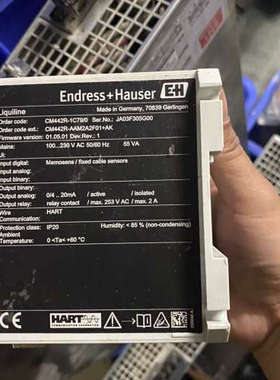 Endress+Hauser EH
Made in Germany, 70839 Gerlingen
Liquiline
Order code: CM442R-1C79/0 Ser.No.: JA03F305G00
Order code ext.: CM442R-AAM2A2F01+AK
Firmware: 01.05.01 Dev.Rev.: 1
Mains: 100...230 V AC 50/60 Hz 55 VA
Input digital: Memosens / fixed cable sensors
Input analog:
Input binary:
Output digital:
Output analog: 0/4...20mA / active / isolated
Output binary: relay contact / max. 253 V AC / max. 2 A
Wire HART
Communication
Protection class: IP20 Humidity: < 85 % (non-condensing)
Ambient
Temperature: 0 <Ta< +60 °C
CE
HART
COMMUNICATION FOUNDATION